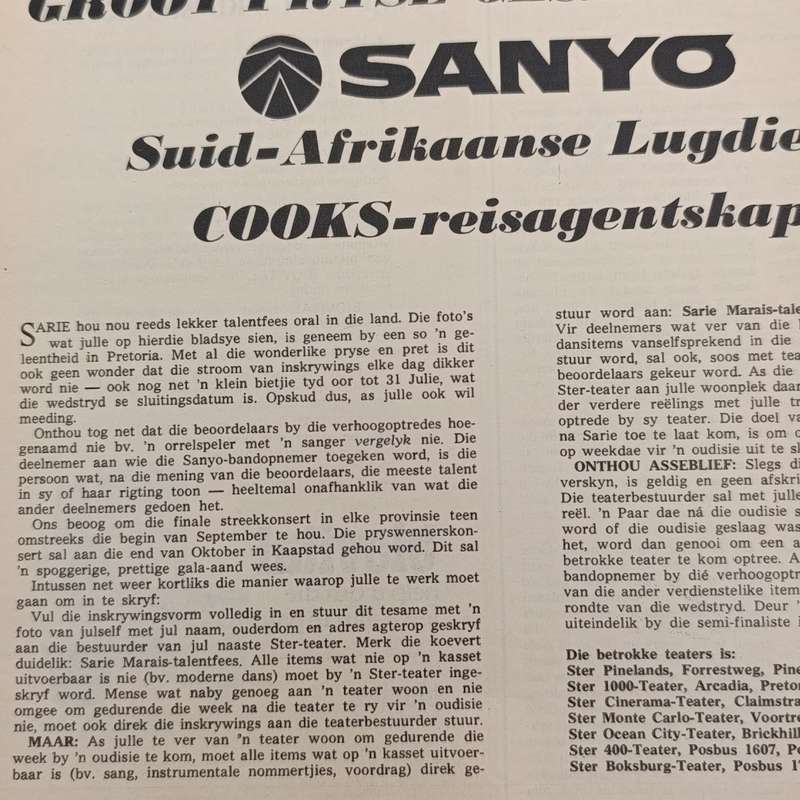 GROOT PRYSE
SANYO
Suid-Afrikaanse
COOKS-reisagentskap
SARIE hou nou reeds lekker talentfees oral in die land. Die foto's
wat julle op hierdie bladsye sien, is geneem by een so 'n ge-
leentheid in Pretoria. Met al die wonderlike pryse en pret is dit
ook geen wonder dat die stroom van inskrywings elke dag dikker
word nie — ook nog net 'n klein bietjie tyd oor tot 31 Julie, wat
die wedstryd se sluitingsdatum is. Opskud dus, as julle ook wil
meeding.
Onthou tog net dat die beoordelaars by die verhoogoptredes hoe-
genaamd nie bv. 'n orrelspeler met 'n sanger vergelyk nie. Die
deelnemer aan wie die Sanyo-bandopnemer toegeken word, is die
persoon wat, na die mening van die beoordelaars, die meeste talent
in sy of haar rigting toon — heeltemal onafhanklik van wat die
ander deelnemers gedoen het.
Ons beoog om die finale streekkonsert in elke provinsie teen
omstreeks die begin van September te hou. Die pryswennerskon-
sert sal aan die end van Oktober in Kaapstad gehou word. Dit sal
'n spoggerige, prettige gala-aand wees.
Intussen net weer kortliks die manier waarop julle te werk moet
gaan om in te skryf:
Vul die inskrywingsvorm volledig in en stuur dit tesame met 'n
foto van julself met jul naam, ouderdom en adres agterop geskryf
aan die bestuurder van jul naaste Ster-teater. Merk die koevert
duidelik: Sarie Marais-talentfees. Alle items wat nie op 'n kasset
uitvoerbaar is nie (bv. moderne dans) moet by 'n Ster-teater inge-
skryf word. Mense wat naby genoeg aan 'n teater woon en nie
omgee om gedurende die week na die teater te ry vir 'n oudisie
nie, moet ook direk die inskrywings aan die teaterbestuurder stuur.
MAAR: As julle te ver van 'n teater woon om gedurende die
week by 'n oudisie te kom, moet alle items wat op 'n kasset uitvoer-
baar is (bv. sang, instrumentale nommertjies, voordrag) direk ge-
stuur word aan: Sarie
Vir deelnemers wat ver van die
dansitems vanselfsprekend in die
stuur word, sal ook, soos met
beoordelaars gekeur word. As die
Ster-teater aan julle woonplek
der verdere reëlings met julle
optrede by sy teater. Die doel
na Sarie toe te laat kom, is om
op weekdae vir 'n oudisie uit te
ONTHOU ASSEBLIEF: Slegs
verskyn, is geldig en geen
Die teaterbestuurder sal met julle
reël. 'n Paar dae ná die oudisie
word of die oudisie geslaag was
het, word dan genooi om een
betrokke teater te kom optree.
bandopnemer by dié
van die ander verdienstelike
rondte van die wedstryd. Deur
uiteindelik by die semi-finaliste
Die betrokke teaters is:
Ster Pinelands, Forrestweg,
Ster 1000-Teater, Arcadia,
Ster Cinerama-Teater,
Ster Monte Carlo-Teater,
Ster Ocean City-Teater,
Ster 400-Teater, Posbus 1607,
Ster Boksburg-Teater, Posbus